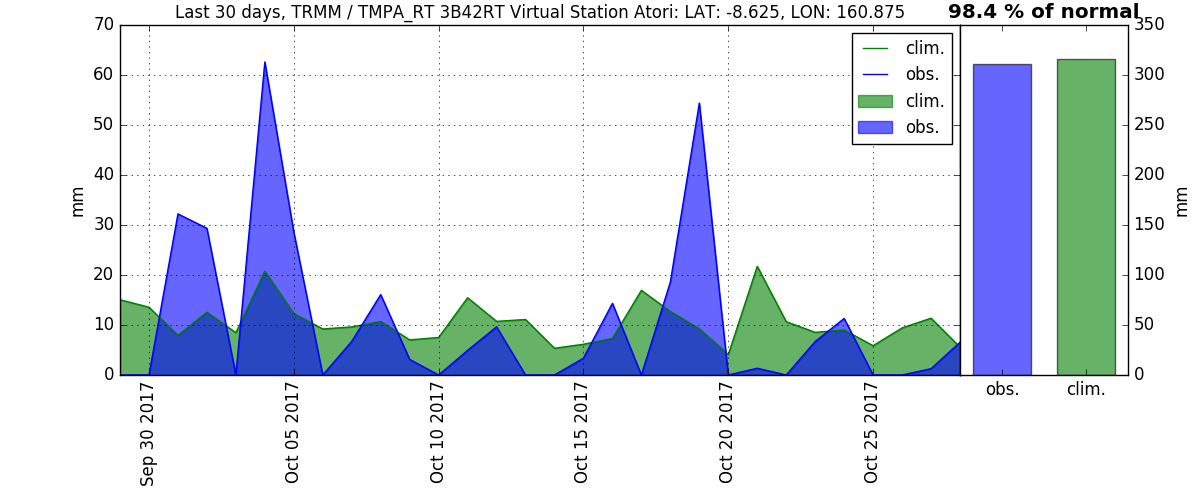 Last 30 days, TRMM / TMPA_RT 3B42RT Virtual Station Atori: LAT: -8.625, LON: 160.875
98.4 % of normal
70
60
50
40
30
20
10
0
mm
clim.
obs.
clim.
obs.
350
300
250
200
150
100
50
0
mm
obs.
clim.
Sep 30 2017
Oct 05 2017
Oct 10 2017
Oct 15 2017
Oct 20 2017
Oct 25 2017